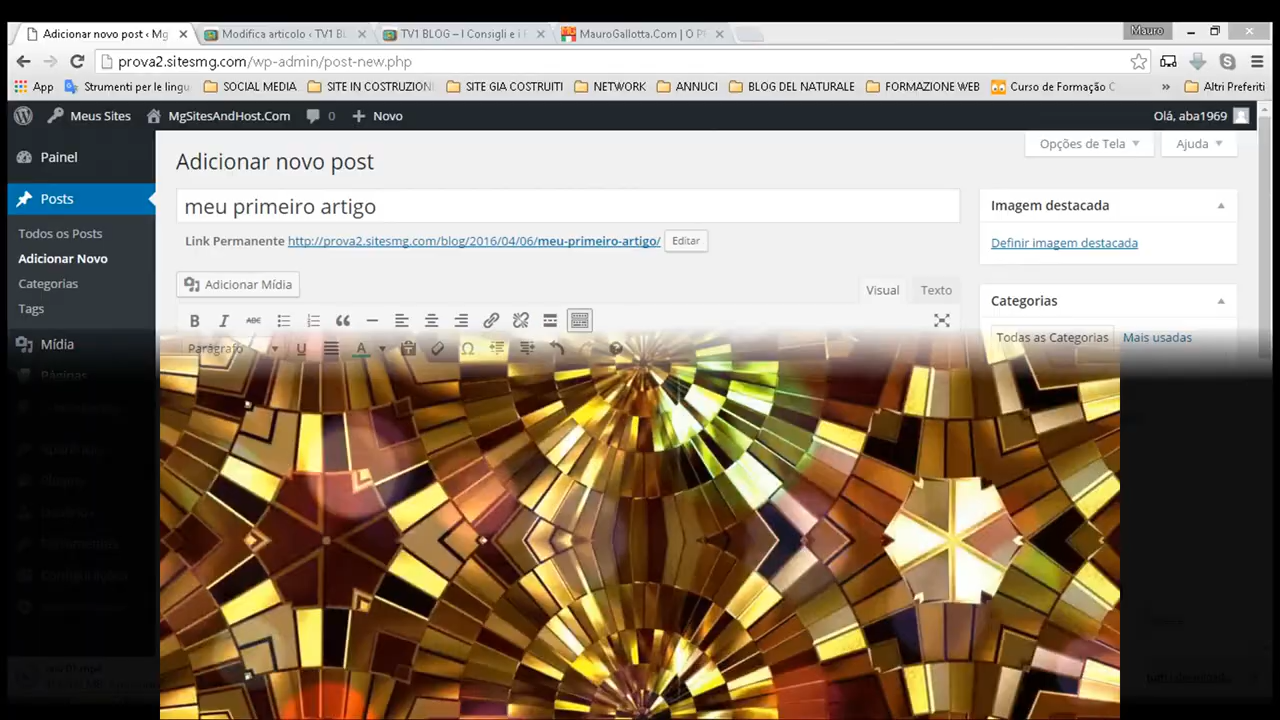 Adicionar novo post ‹ Mg
Modifica articolo ‹ TV1 BL
TV1 BLOG – I Consigli e i
MauroGallotta.Com | O P
Mauro
prova2.sitesmg.com/wp-admin/post-new.php
App
Strumenti per le lingu
SOCIAL MEDIA
SITE IN COSTRUZION
SITE GIA COSTRUITI
NETWORK
ANNUCI
BLOG DEL NATURALE
FORMAZIONE WEB
Curso de Formação
»
Altri Preferiti
Meus Sites
MgSitesAndHost.Com
0
Novo
Olá, aba1969
Painel
Adicionar novo post
Opções de Tela
Ajuda
Posts
meu primeiro artigo
Imagem destacada
Todos os Posts
Link Permanente http://prova2.sitesmg.com/blog/2016/04/06/meu-primeiro-artigo/ Editar
Definir imagem destacada
Adicionar Novo
Categorias
Adicionar Mídia
Visual
Texto
Categorias
Tags
B I ABC
Todas as Categorias
Mais usadas
Mídia
Parágrafo
U
A
Ω
Páginas